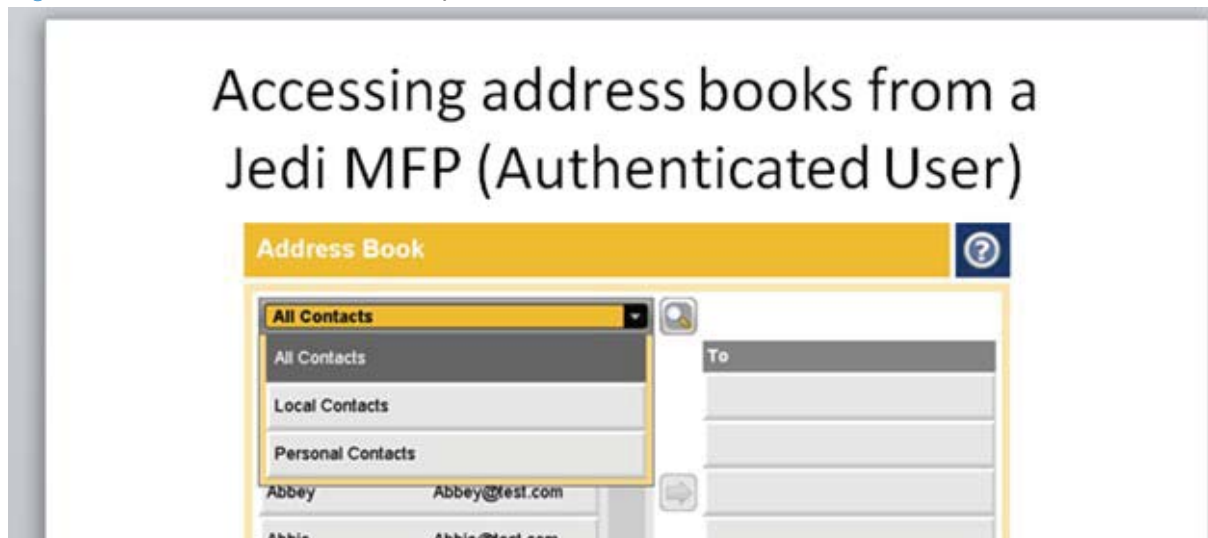 Accessing address books from a
Jedi MFP (Authenticated User)
Address Book
?
All Contacts
All Contacts
To
Local Contacts
Personal Contacts
Abbey Abbey@test.com